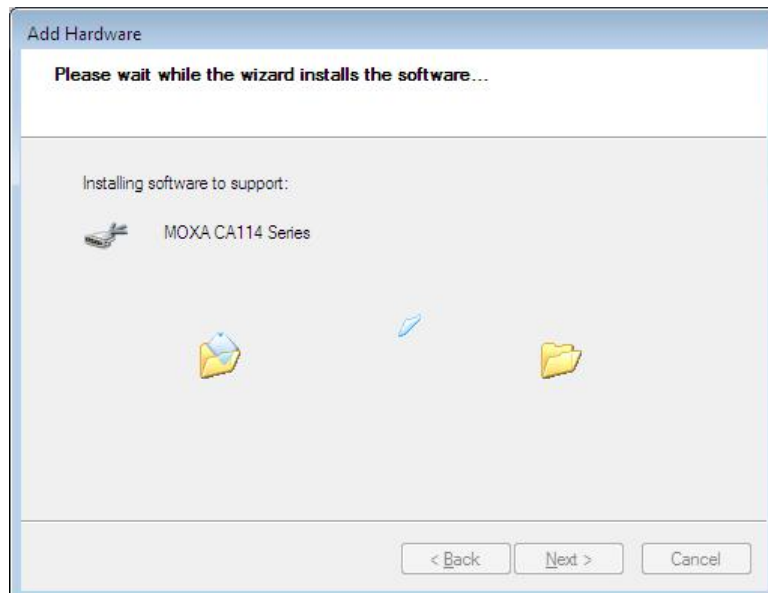 Add Hardware
Please wait while the wizard installs the software...
Installing software to support:
MOXA CA114 Series
< Back Next > Cancel